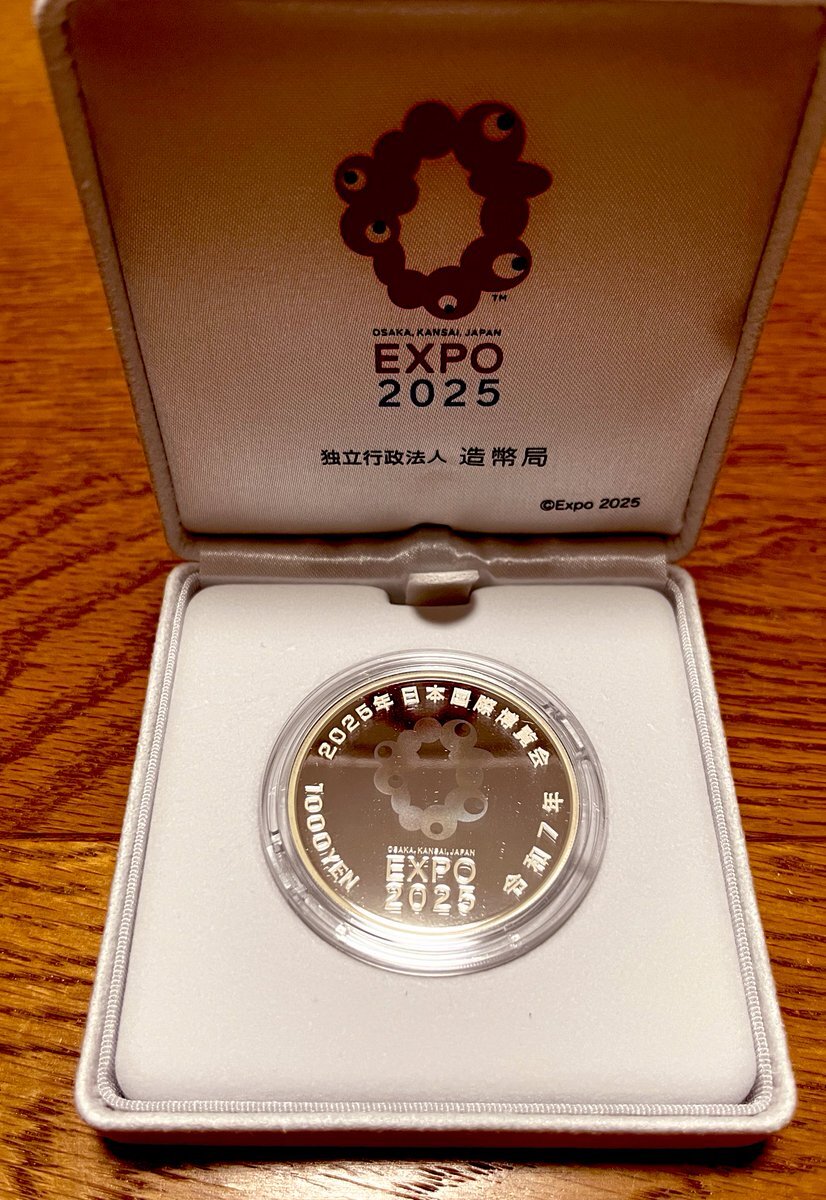 TM
OSAKA, KANSAI, JAPAN
EXPO
2025
独立行政法人 造幣局
©Expo 2025
2025年 日本国際博覧会
1000YEN
令和7年
OSAKA, KANSAI, JAPAN
EXPO
2025